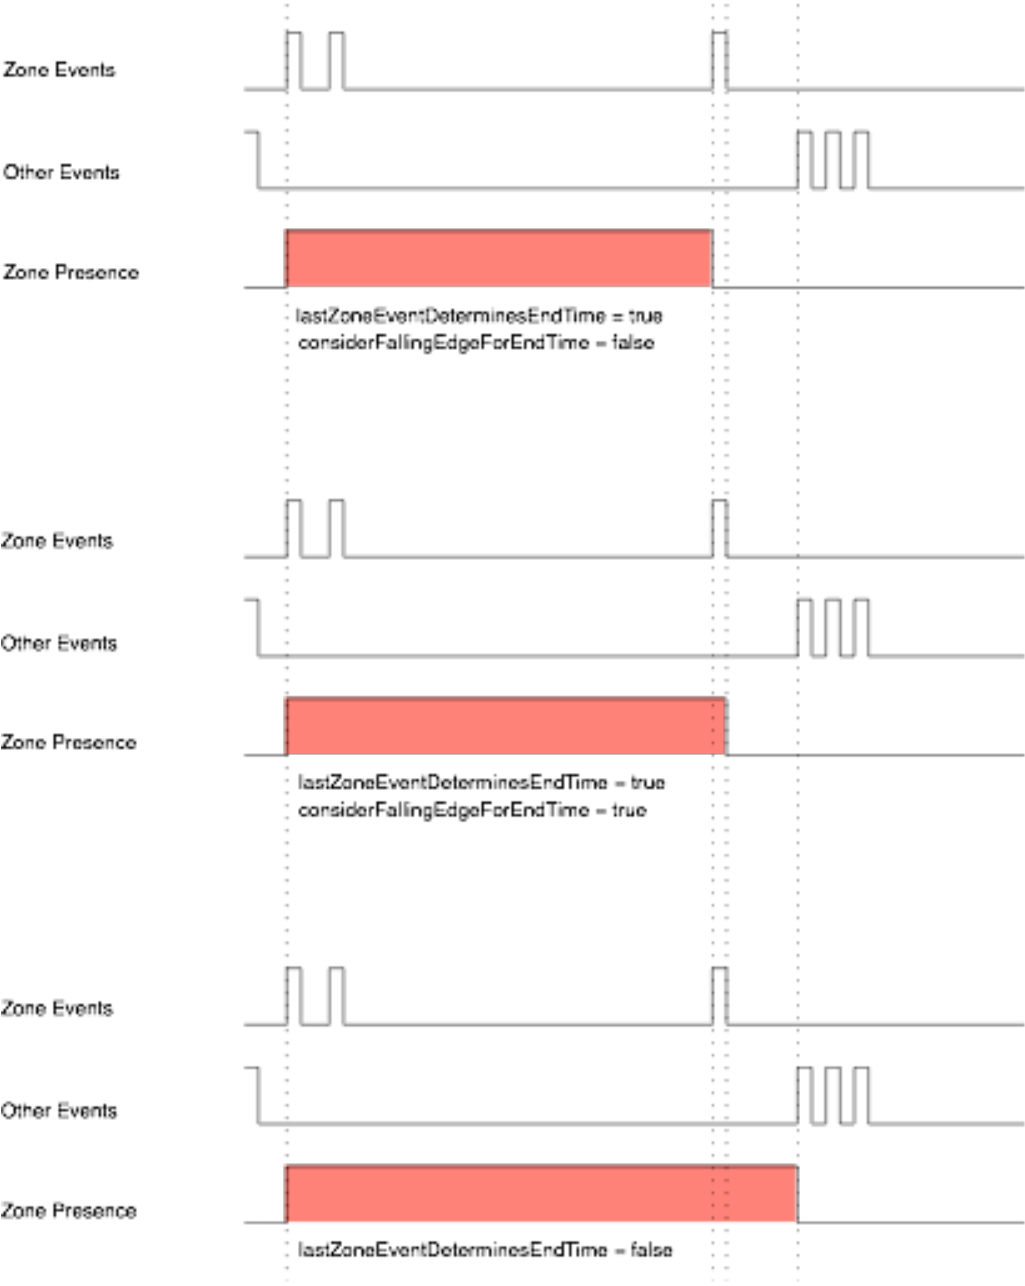 Zone Events
Other Events
Zone Presence
lastZoneEventDeterminesEndTime = true
considerFallingEdgeForEndTime = false
Zone Events
Other Events
Zone Presence
lastZoneEventDeterminesEndTime = true
considerFallingEdgeForEndTime = true
Zone Events
Other Events
Zone Presence
lastZoneEventDeterminesEndTime = false